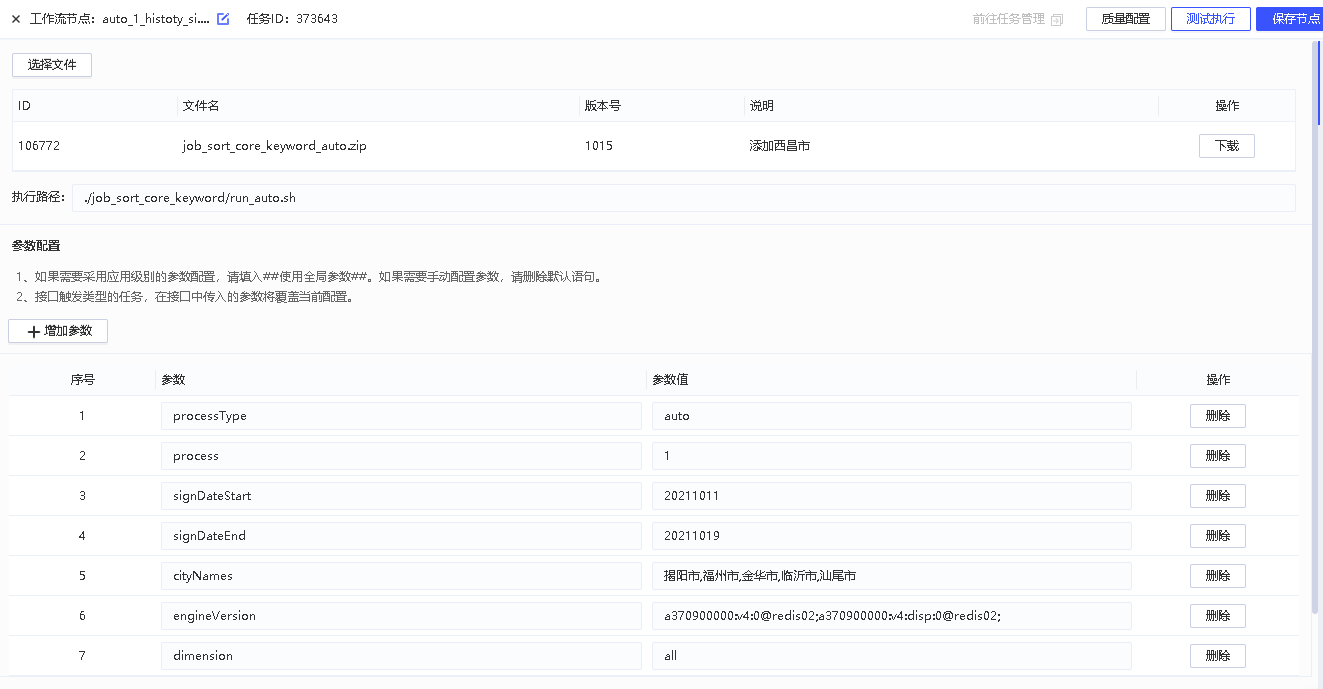 × 工作流节点：auto_1_histoty_si.... 任务ID：373643 前往任务管理 质量配置 测试执行 保存节点
选择文件
ID 文件名 版本号 说明 操作
106772 job_sort_core_keyword_auto.zip 1015 添加西昌市 下载
执行路径： ./job_sort_core_keyword/run_auto.sh
参数配置
1、如果需要采用应用级别的参数配置，请填入##使用全局参数##。如果需要手动配置参数，请删除默认语句。
2、接口触发类型的任务，在接口中传入的参数将覆盖当前配置。
+ 增加参数
序号 参数 参数值 操作
1 processType auto 删除
2 process 1 删除
3 signDateStart 20211011 删除
4 signDateEnd 20211019 删除
5 cityNames 揭阳市,福州市,金华市,临沂市,汕尾市 删除
6 engineVersion a370900000:v4:0@redis02;a370900000:v4:disp:0@redis02; 删除
7 dimension all 删除